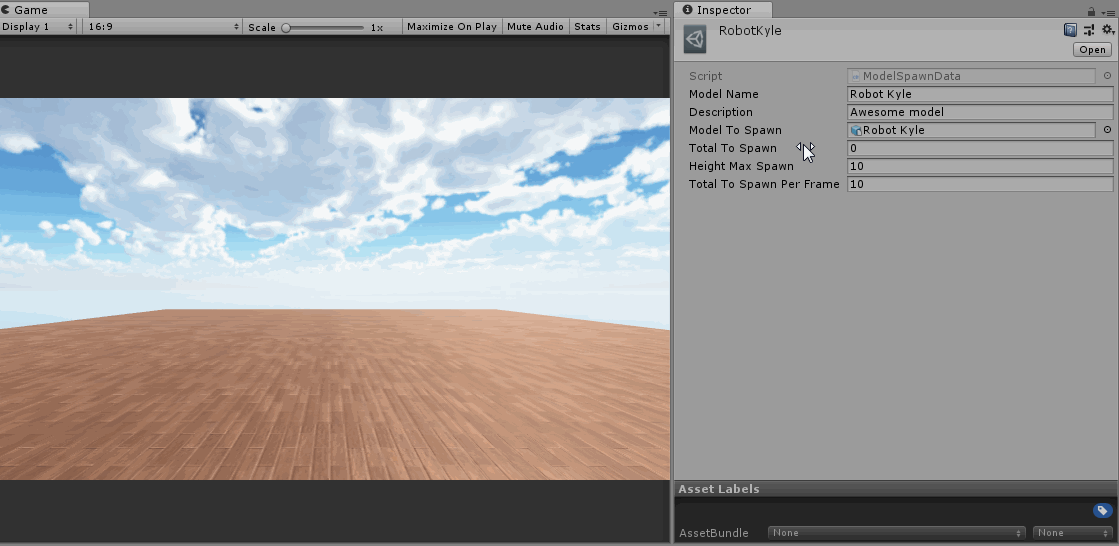 Game
Display 1 16:9 Scale 1x Maximize On Play Mute Audio Stats Gizmos
Inspector
RobotKyle
Open
Script ModelSpawnData
Model Name Robot Kyle
Description Awesome model
Model To Spawn Robot Kyle
Total To Spawn 0
Height Max Spawn 10
Total To Spawn Per Frame 10
Asset Labels
AssetBundle None None